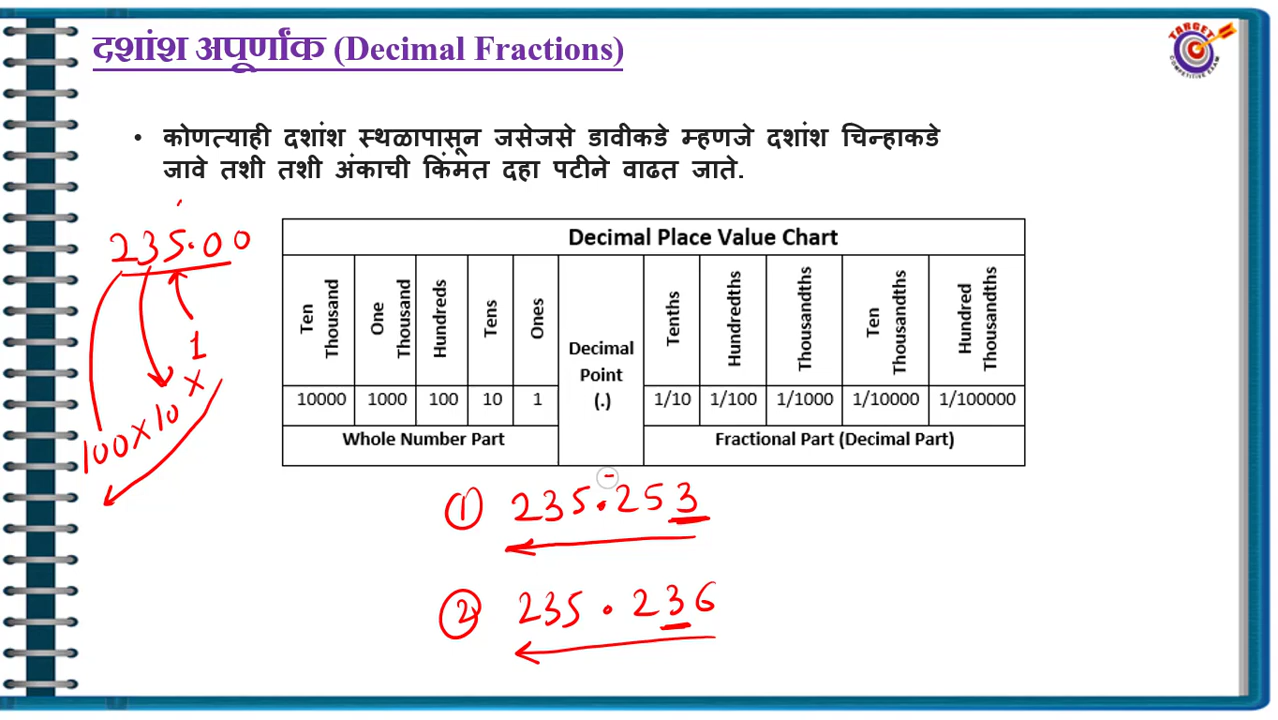 दशांश अपूर्णांक (Decimal Fractions)
TARGET
COMPETITIVE EXAM
• कोणत्याही दशांश स्थळापासून जसेजसे डावीकडे म्हणजे दशांश चिन्हाकडे
जावे तशी तशी अंकाची किंमत दहा पटीने वाढत जाते.
235.00
1
×
100×10
Decimal Place Value Chart
Ten Thousand
One Thousand
Hundreds
Tens
Ones
Decimal Point (.)
Tenths
Hundredths
Thousandths
Ten Thousandths
Hundred Thousandths
10000 1000 100 10 1 1/10 1/100 1/1000 1/10000 1/100000
Whole Number Part Fractional Part (Decimal Part)
① 235.253
② 235.236